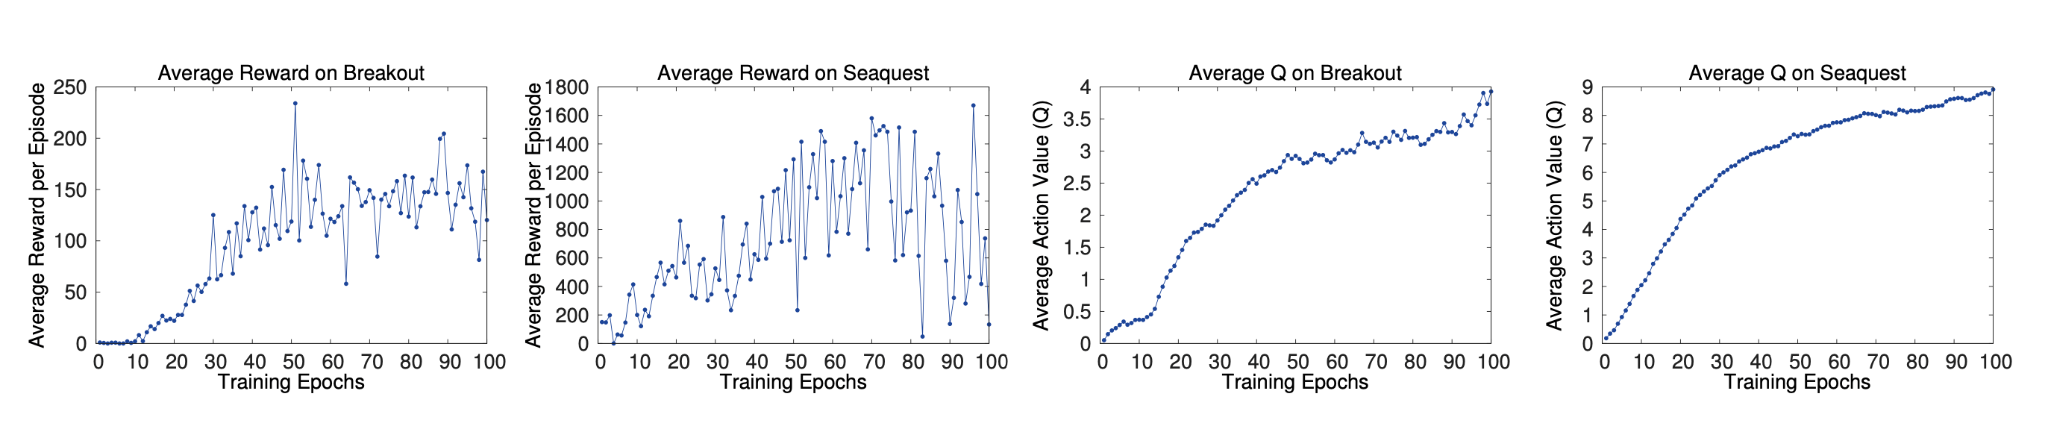 Average Reward on Breakout
Average Reward per Episode
250
200
150
100
50
0
0 10 20 30 40 50 60 70 80 90 100
Training Epochs
Average Reward on Seaquest
Average Reward per Episode
1800
1600
1400
1200
1000
800
600
400
200
0
0 10 20 30 40 50 60 70 80 90 100
Training Epochs
Average Q on Breakout
Average Action Value (Q)
4
3.5
3
2.5
2
1.5
1
0.5
0
0 10 20 30 40 50 60 70 80 90 100
Training Epochs
Average Q on Seaquest
Average Action Value (Q)
9
8
7
6
5
4
3
2
1
0
0 10 20 30 40 50 60 70 80 90 100
Training Epochs